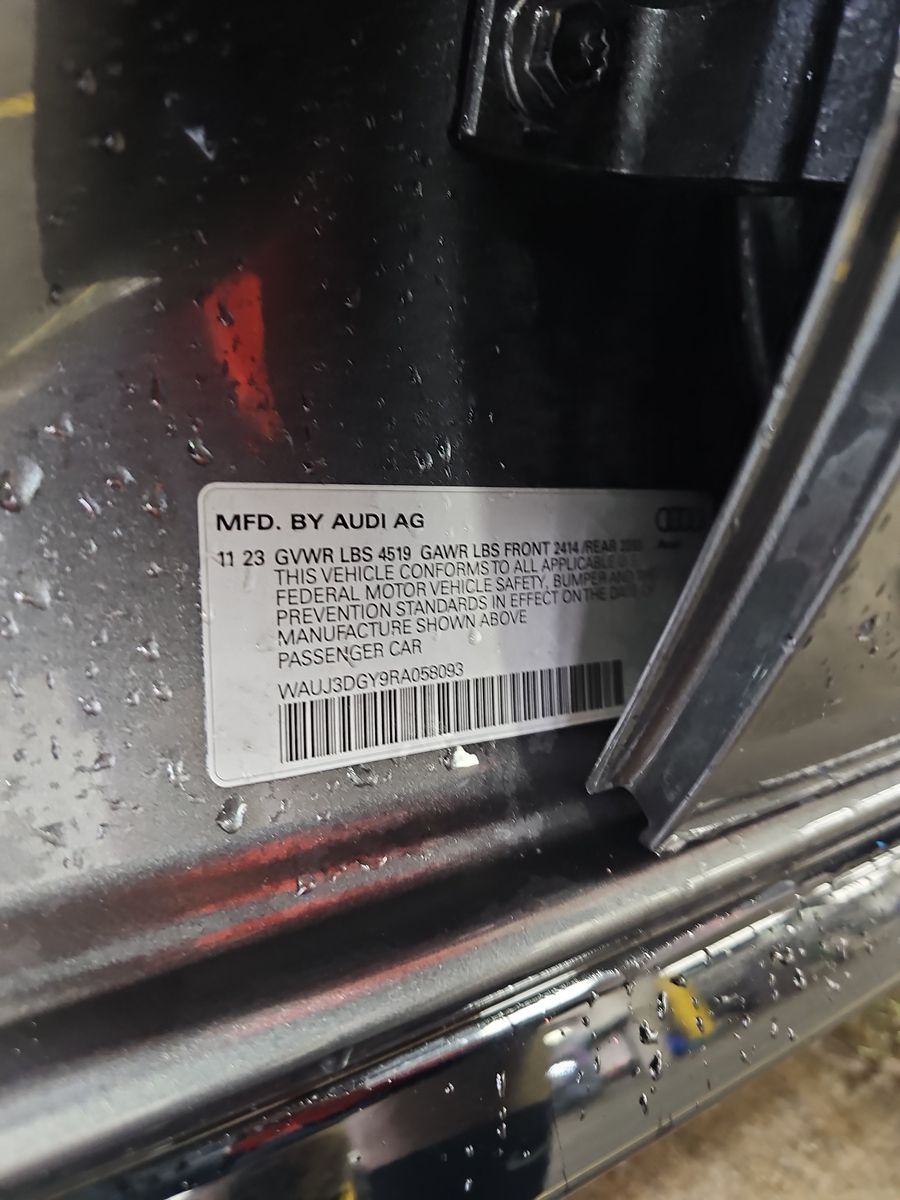 MFD. BY AUDI AG
11 23 GVWR LBS 4519 GAWR LBS FRONT 2414 /REAR
THIS VEHICLE CONFORMS TO ALL APPLICABLE
FEDERAL MOTOR VEHICLE SAFETY, BUMPER AND
PREVENTION STANDARDS IN EFFECT ON THE DATE OF
MANUFACTURE SHOWN ABOVE
PASSENGER CAR
WAUJ3DGY9RA058093